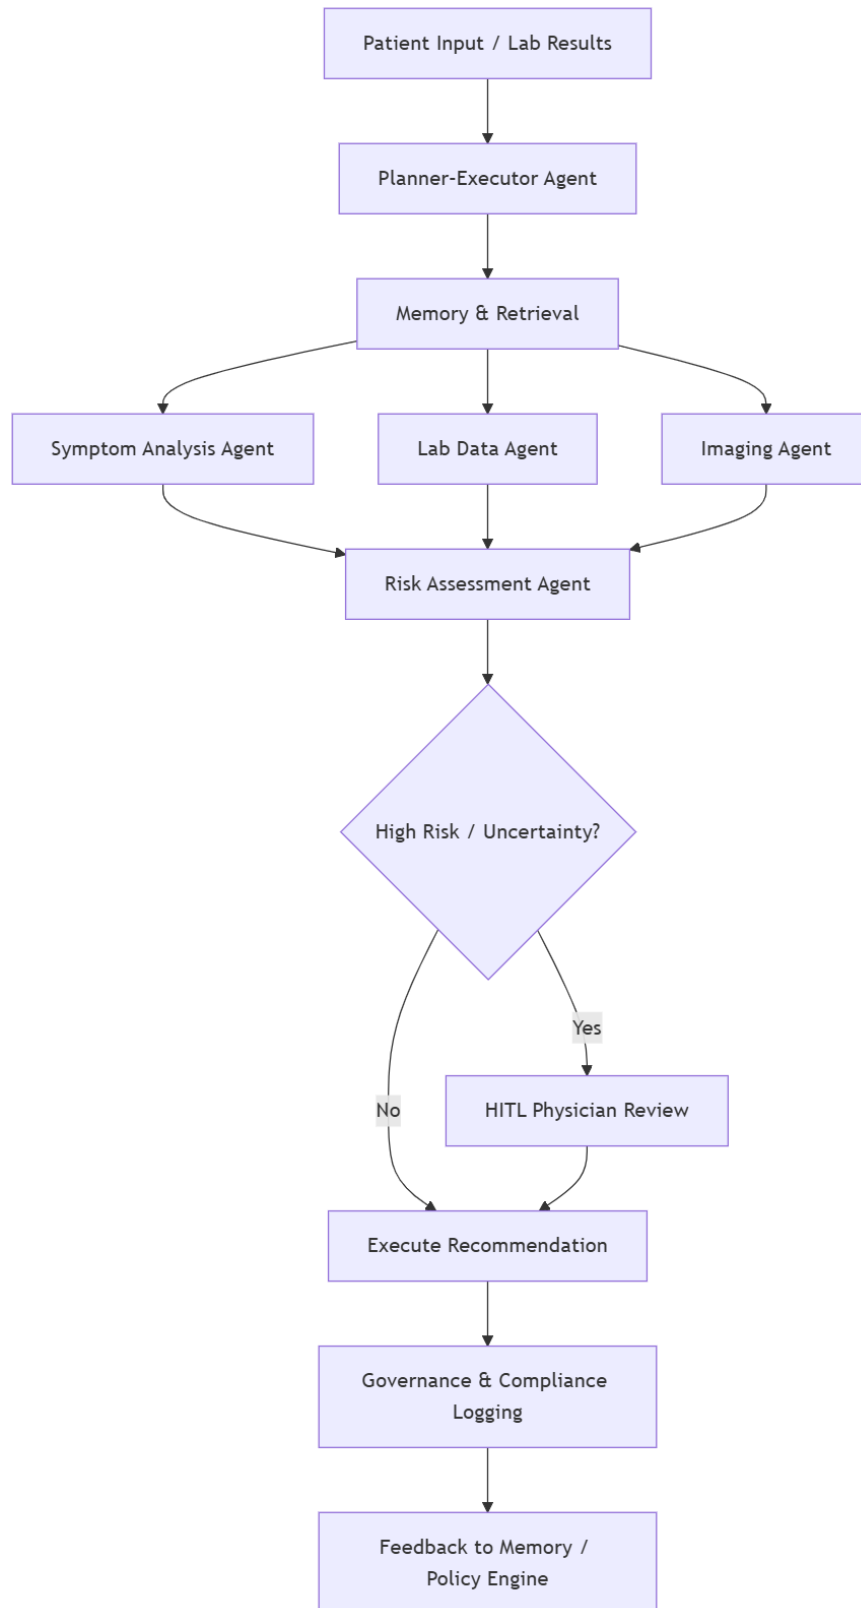 Patient Input / Lab Results
Planner-Executor Agent
Memory & Retrieval
Symptom Analysis Agent
Lab Data Agent
Imaging Agent
Risk Assessment Agent
High Risk / Uncertainty?
Yes
No
HITL Physician Review
Execute Recommendation
Governance & Compliance
Logging
Feedback to Memory /
Policy Engine